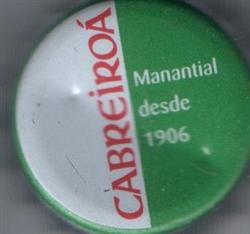 CABREIROÁ
Manantial
desde
1906